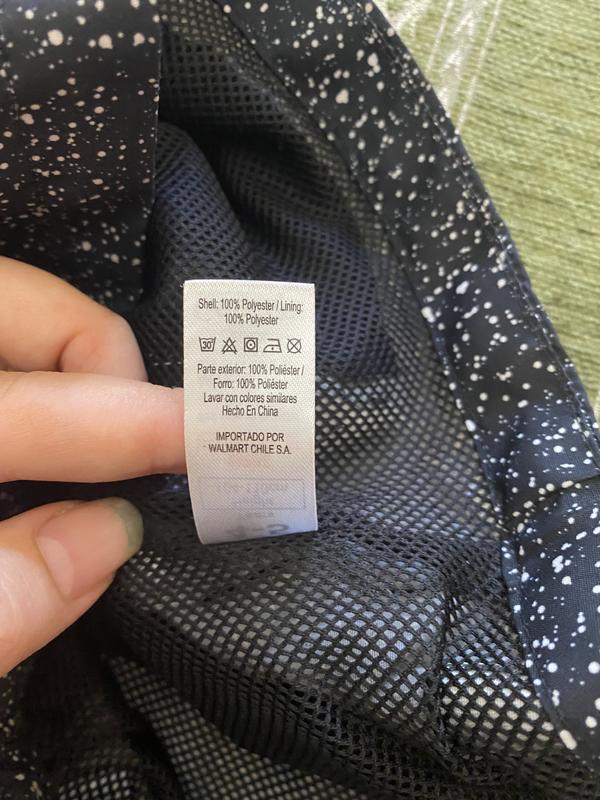 Shell: 100% Polyester / Lining:
100% Polyester
30
Parte exterior: 100% Poliéster /
Forro: 100% Poliéster
Lavar con colores similares
Hecho En China
IMPORTADO POR
WALMART CHILE S.A.